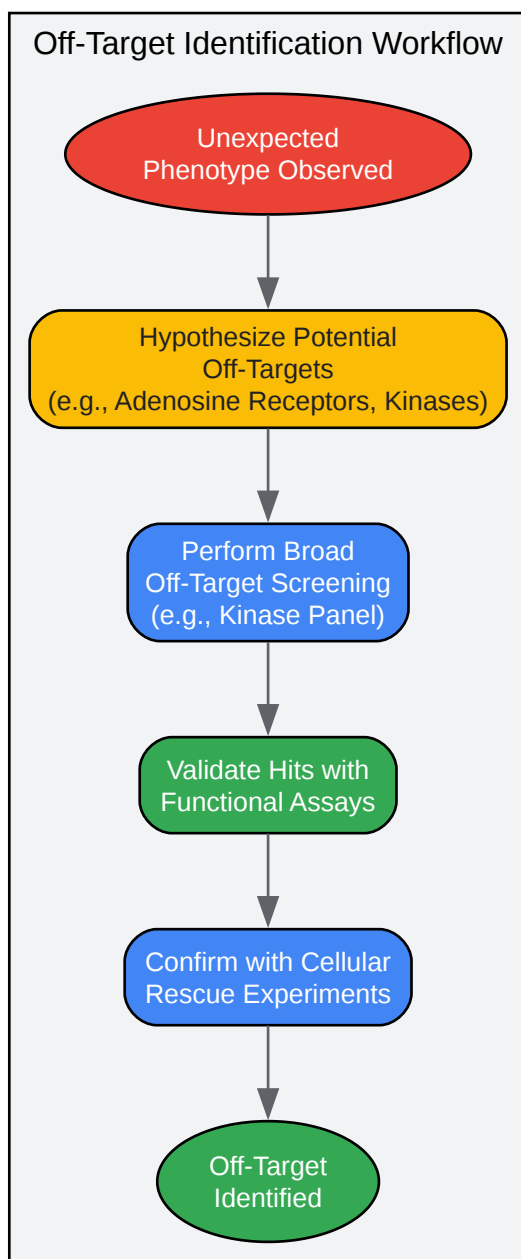 Off-Target Identification Workflow
Unexpected
Phenotype Observed
Hypothesize Potential
Off-Targets
(e.g., Adenosine Receptors, Kinases)
Perform Broad
Off-Target Screening
(e.g., Kinase Panel)
Validate Hits with
Functional Assays
Confirm with Cellular
Rescue Experiments
Off-Target
Identified